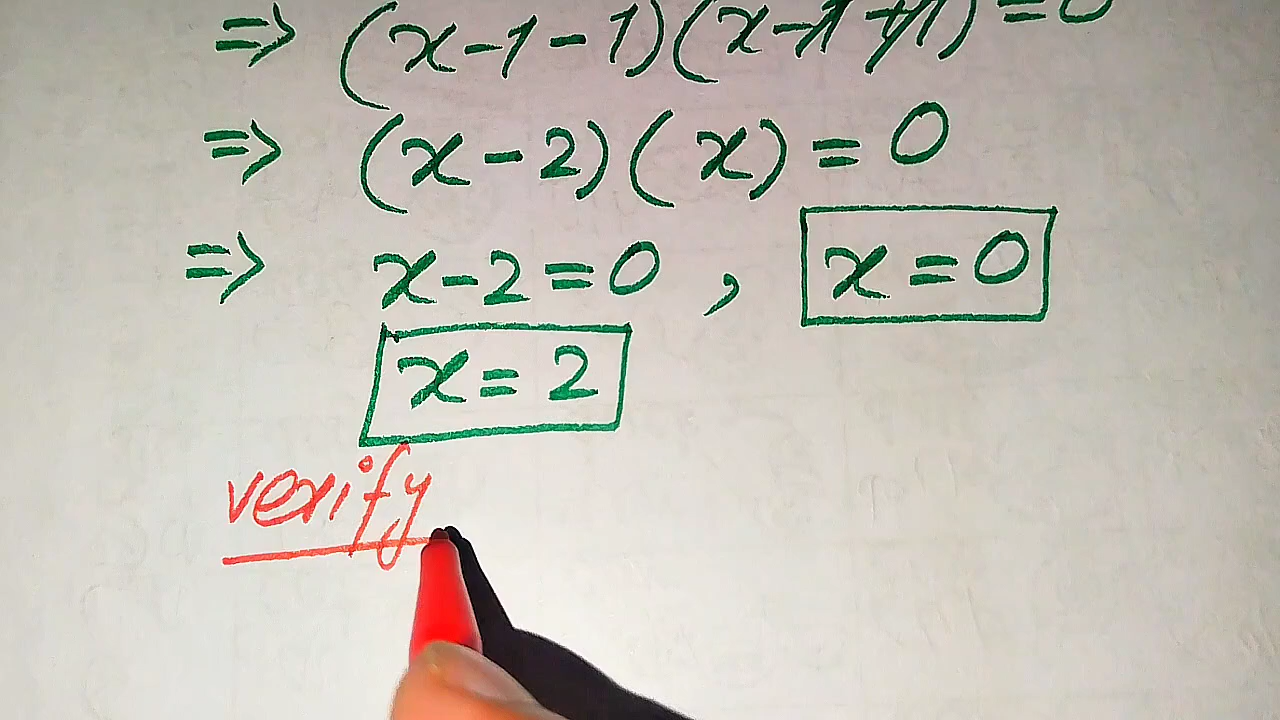 ⇒ (x-1-1)(x-1+1)=0
⇒ (x-2)(x)=0
⇒ x-2=0 , x=0
x=2
verify